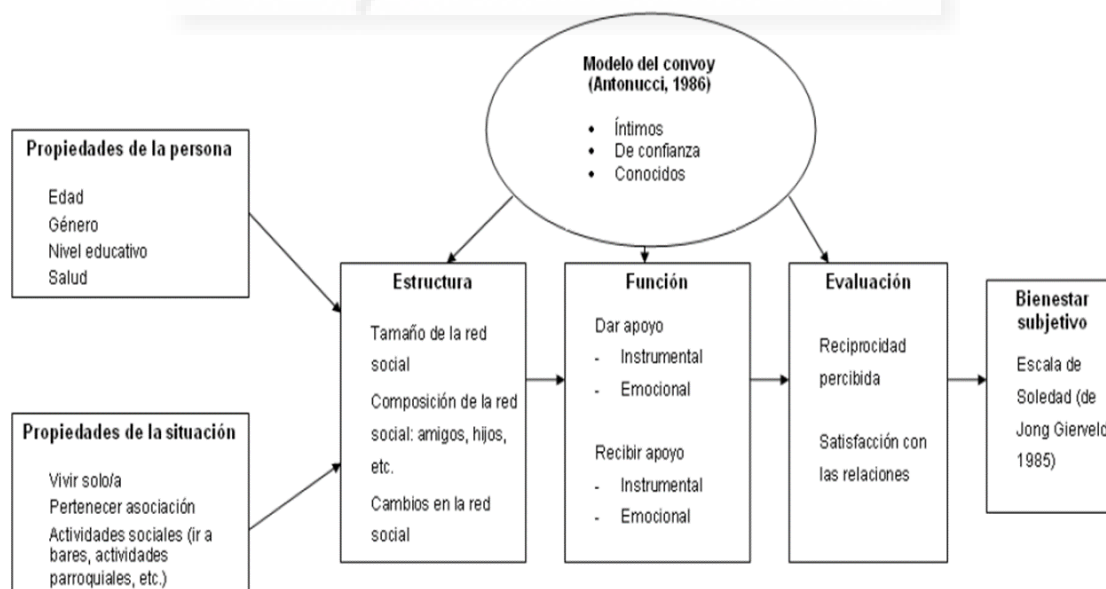 Modelo del convoy
(Antonucci, 1986)
• Íntimos
• De confianza
• Conocidos
Propiedades de la persona
Edad
Género
Nivel educativo
Salud
Propiedades de la situación
Vivir solo/a
Pertenecer asociación
Actividades sociales (ir a
bares, actividades
parroquiales, etc.)
Estructura
Tamaño de la red
social
Composición de la red
social: amigos, hijos,
etc.
Cambios en la red
social
Función
Dar apoyo
- Instrumental
- Emocional
Recibir apoyo
- Instrumental
- Emocional
Evaluación
Reciprocidad
percibida
Satisfacción con
las relaciones
Bienestar
subjetivo
Escala de
Soledad (de
Jong Gierveld
1985)